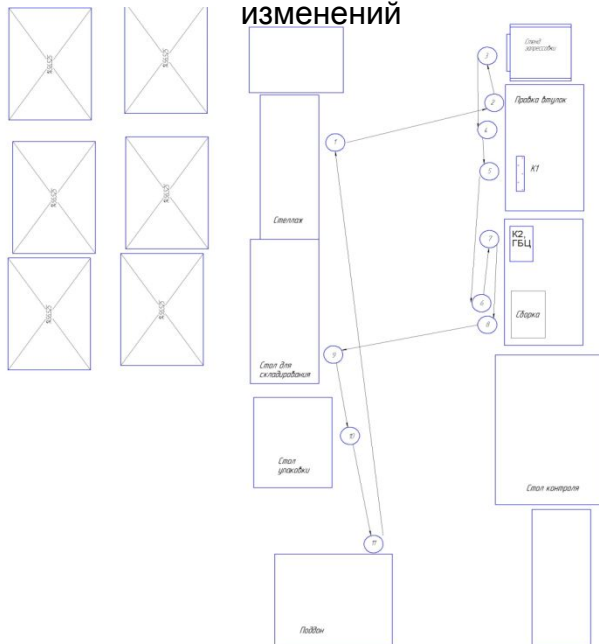 изменений
Стенд
запрессовки
3
2
Правка втулок
1
4
5
К1
Стеллаж
7
К2,
ГБЦ
6
Сварка
8
9
Стол для
складирования
10
Стол
упаковки
Стол контроля
11
Поддон